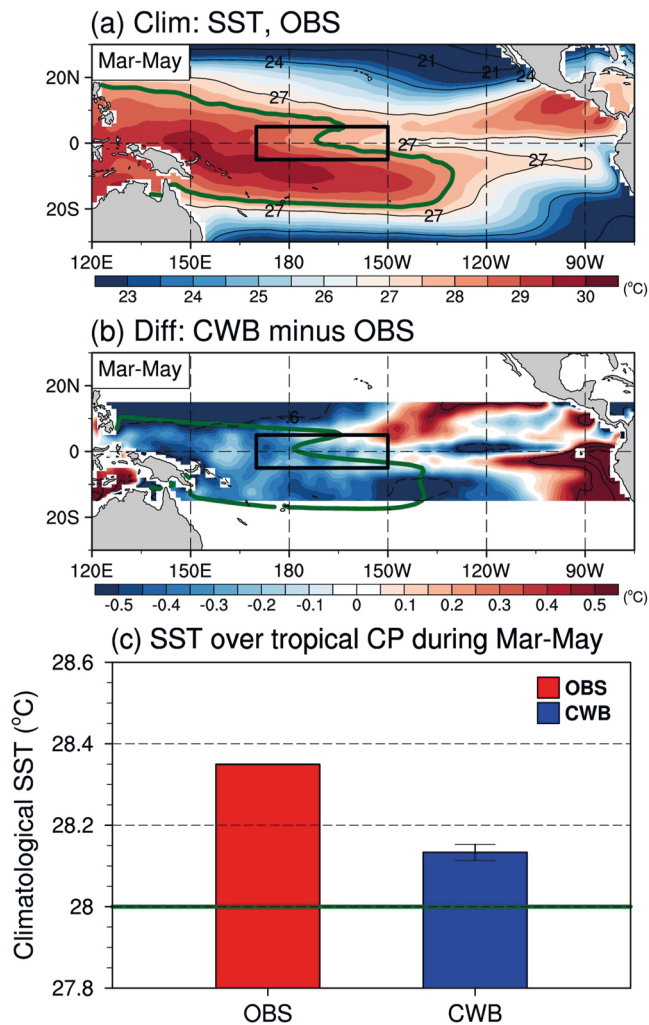 (a) Clim: SST, OBS
Mar-May
20N
0
20S
24
21
21
24
27
27
27
27
27
120E 150E 180 150W 120W 90W
23 24 25 26 27 28 29 30 (°C)
(b) Diff: CWB minus OBS
Mar-May
20N
0
20S
.6
120E 150E 180 150W 120W 90W
-0.5 -0.4 -0.3 -0.2 -0.1 0 0.1 0.2 0.3 0.4 0.5 (°C)
(c) SST over tropical CP during Mar-May
Climatological SST (°C)
28.6
28.4
28.2
28
27.8
OBS
CWB
OBS CWB